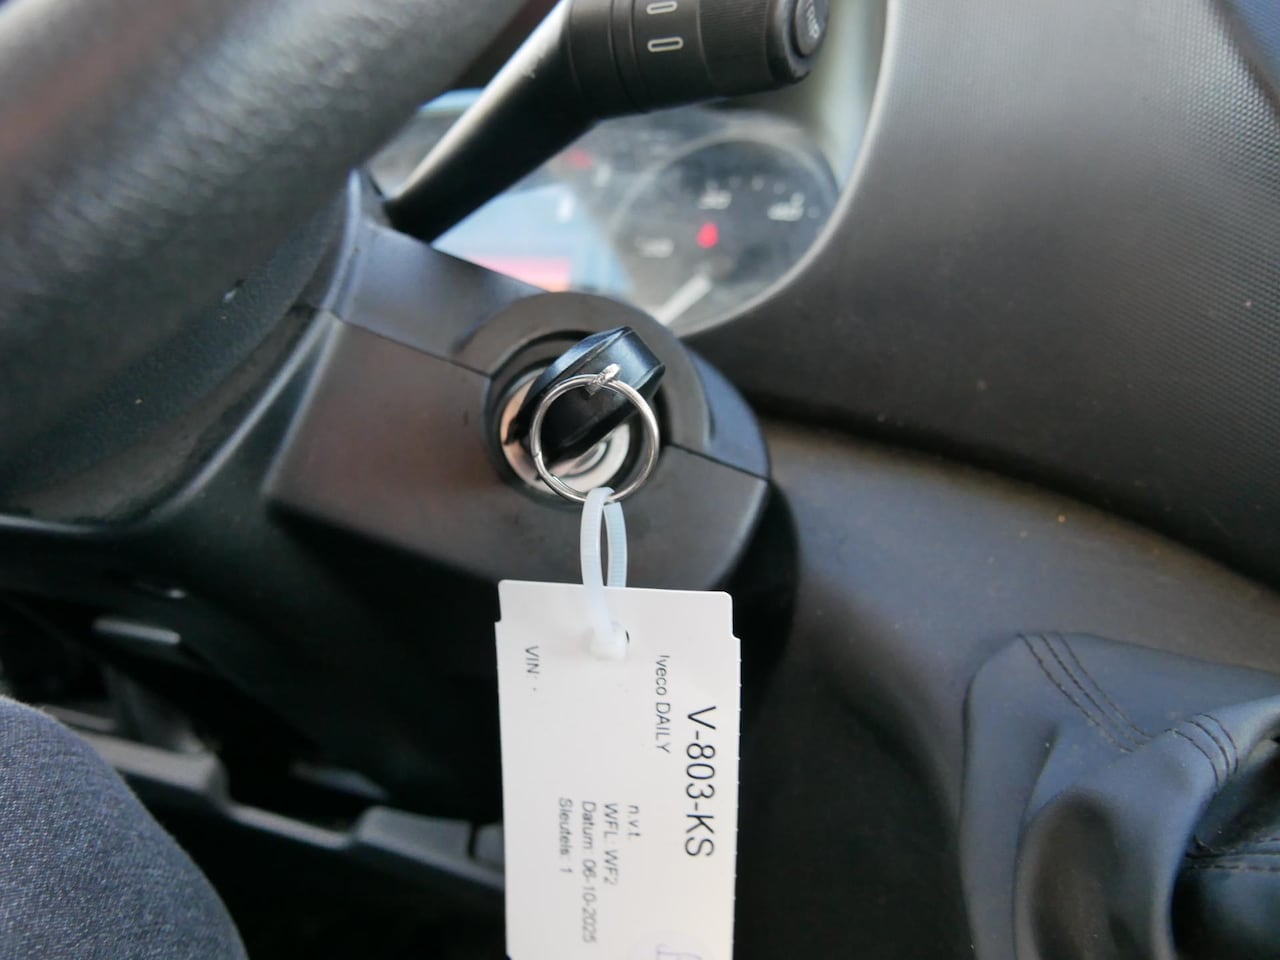 V-803-KS
Iveco DAILY
n.v.t.
WFL: WF2
Datum: 06-10-2025
Sleutels: 1
VIN: -